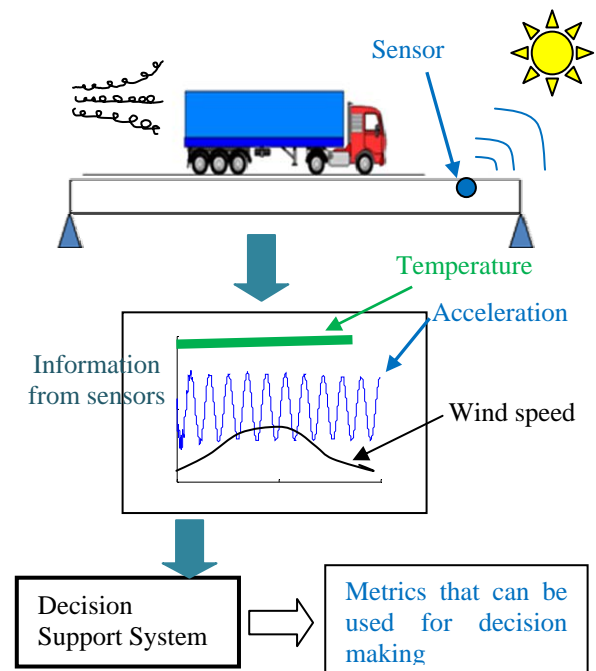 Sensor
Temperature
Acceleration
Information
from sensors
Wind speed
Decision
Support System
Metrics that can be
used for decision
making